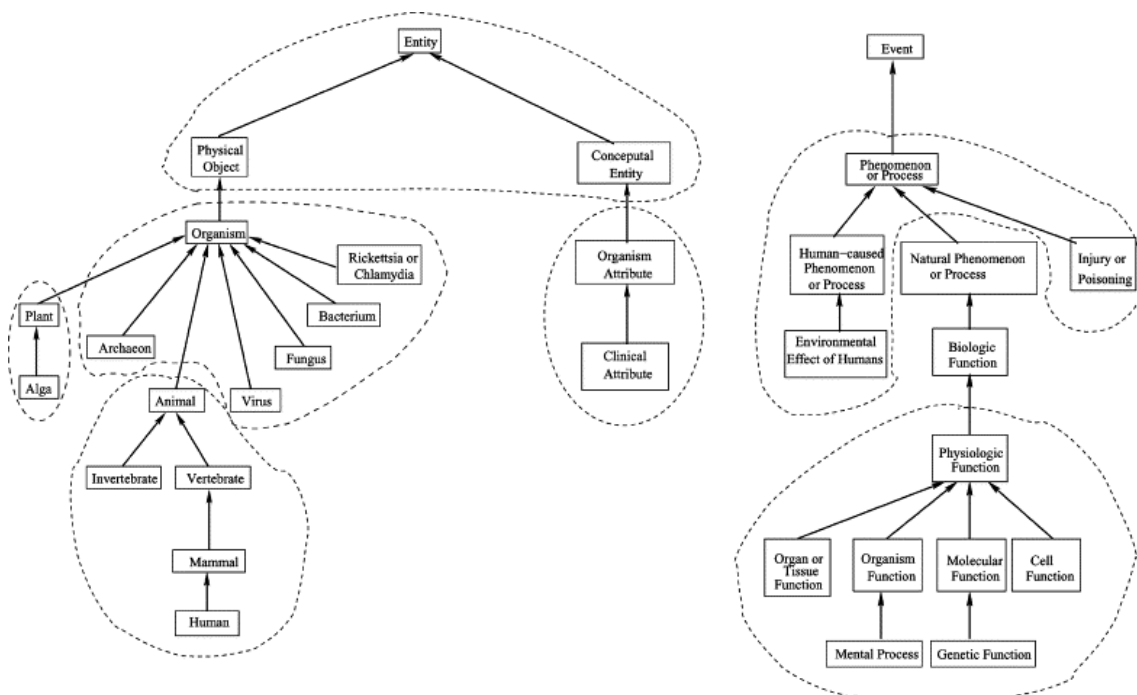 Entity
Event
Physical
Object
Conceputal
Entity
Phenomenon
or Process
Organism
Rickettsia or
Chlamydia
Organism
Attribute
Human-caused
Phenomenon
or Process
Natural Phenomenon
or Process
Injury or
Poisoning
Plant
Bacterium
Archaeon
Fungus
Environmental
Effect of Humans
Biologic
Function
Clinical
Attribute
Alga
Animal
Virus
Physiologic
Function
Invertebrate
Vertebrate
Mammal
Organ or
Tissue
Function
Organism
Function
Molecular
Function
Cell
Function
Human
Mental Process
Genetic Function